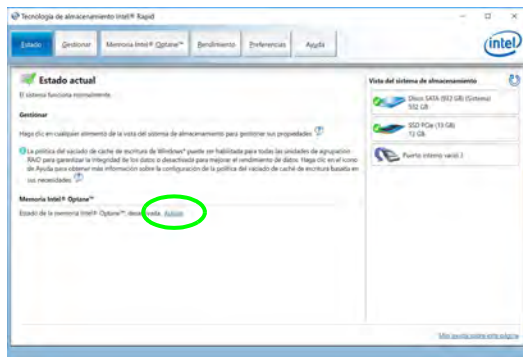 Tecnología de almacenamiento Intel® Rapid
Estado
Gestionar
Memoria Intel® Optane™
Rendimiento
Preferencias
Ayuda
intel
Estado actual
El sistema funciona normalmente.
Gestionar
Haga clic en cualquier elemento de la vista del sistema de almacenamiento para gestionar sus propiedades.
La política del vaciado de caché de escritura de Windows* puede ser habilitada para todas las unidades de agrupación
RAID para garantizar la integridad de los datos o desactivada para mejorar el rendimiento de datos. Haga clic en el icono
de Ayuda para obtener más información sobre la configuración de la política del vaciado de caché de escritura basada en
sus necesidades.
Memoria Intel® Optane™
Estado de la memoria Intel® Optane™: desactivada. Activar
Vista del sistema de almacenamiento
Disco SATA (932 GB) (Sistema)
932 GB
SSD PCIe (13 GB)
13 GB
Puerto interno vacío
Más ayuda sobre esta página